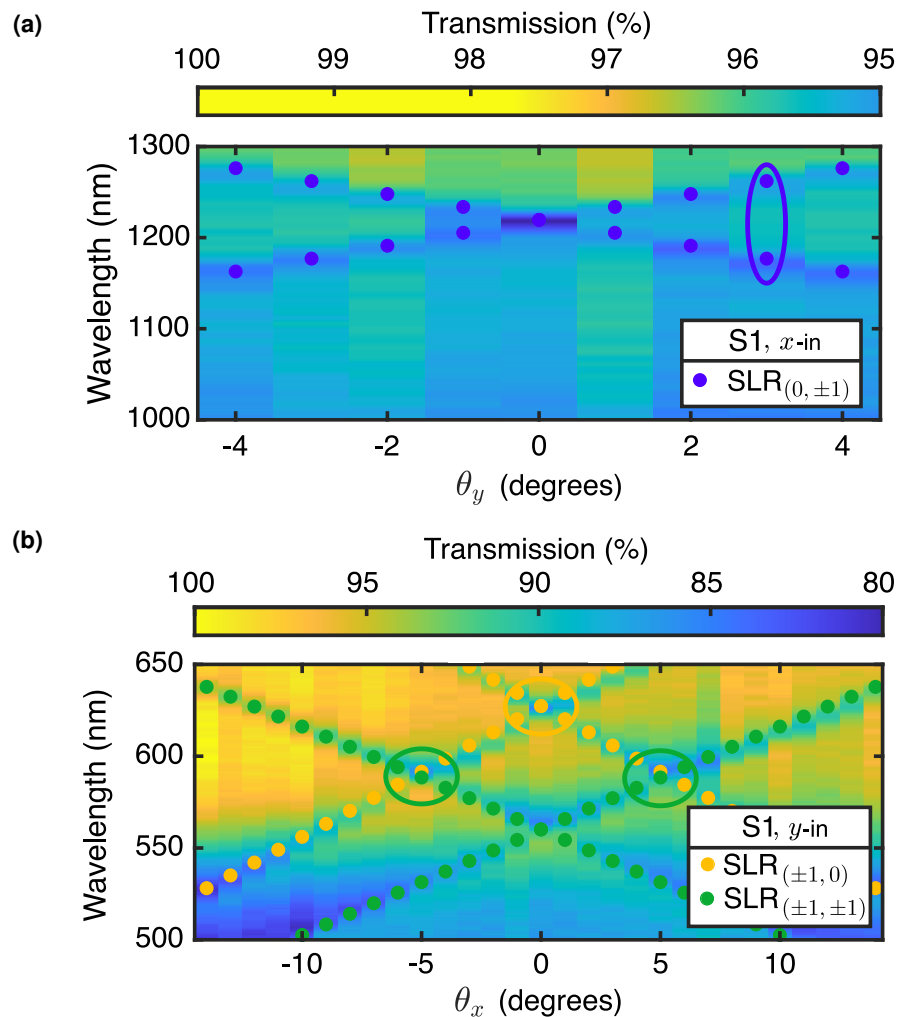 (a)
Transmission (%)
100 99 98 97 96 95
1300
1200
1100
1000
Wavelength (nm)
S1, x-in
SLR(0, ±1)
-4 -2 0 2 4
θy (degrees)
(b)
Transmission (%)
100 95 90 85 80
650
600
550
500
Wavelength (nm)
S1, y-in
SLR(±1, 0)
SLR(±1, ±1)
-10 -5 0 5 10
θx (degrees)